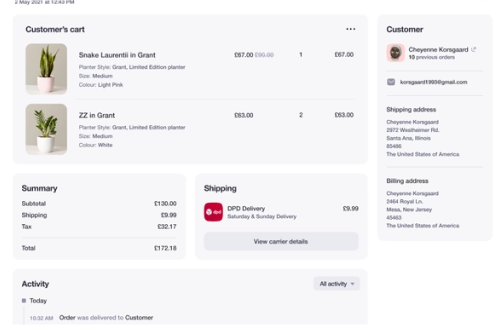 2 May 2021 at 12:43 PM
Customer's cart
Snake Laurentii in Grant
£67.00 £90.00 1 £67.00
Planter Style: Grant, Limited Edition planter
Size: Medium
Colour: Light Pink
ZZ in Grant
£63.00 2 £63.00
Planter Style: Grant, Limited Edition planter
Size: Medium
Colour: White
Customer
Cheyenne Korsgaard
10 previous orders
Shipping address
Cheyenne Korsgaard
2972 Westheimer Rd.
Santa Ana, Illinois
85486
The United States of America
Billing address
Cheyenne Korsgaard
2464 Royal Ln.
Mesa, New Jersey
45463
The United States of America
Summary
Subtotal £130.00
Shipping £9.99
Tax £32.17
Total £172.18
Shipping
dpd
DPD Delivery £9.99
Saturday & Sunday Delivery
View carrier details
Activity
All activity
Today
10:32 AM Order was delivered to Customer